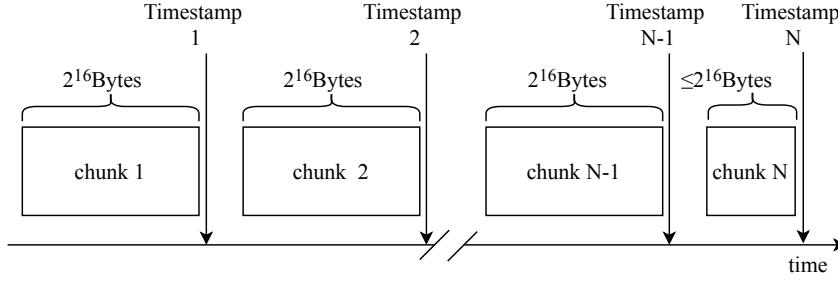 Timestamp 1
Timestamp 2
Timestamp N-1
Timestamp N
2¹⁶Bytes
2¹⁶Bytes
2¹⁶Bytes
≤2¹⁶Bytes
chunk 1
chunk 2
chunk N-1
chunk N
time